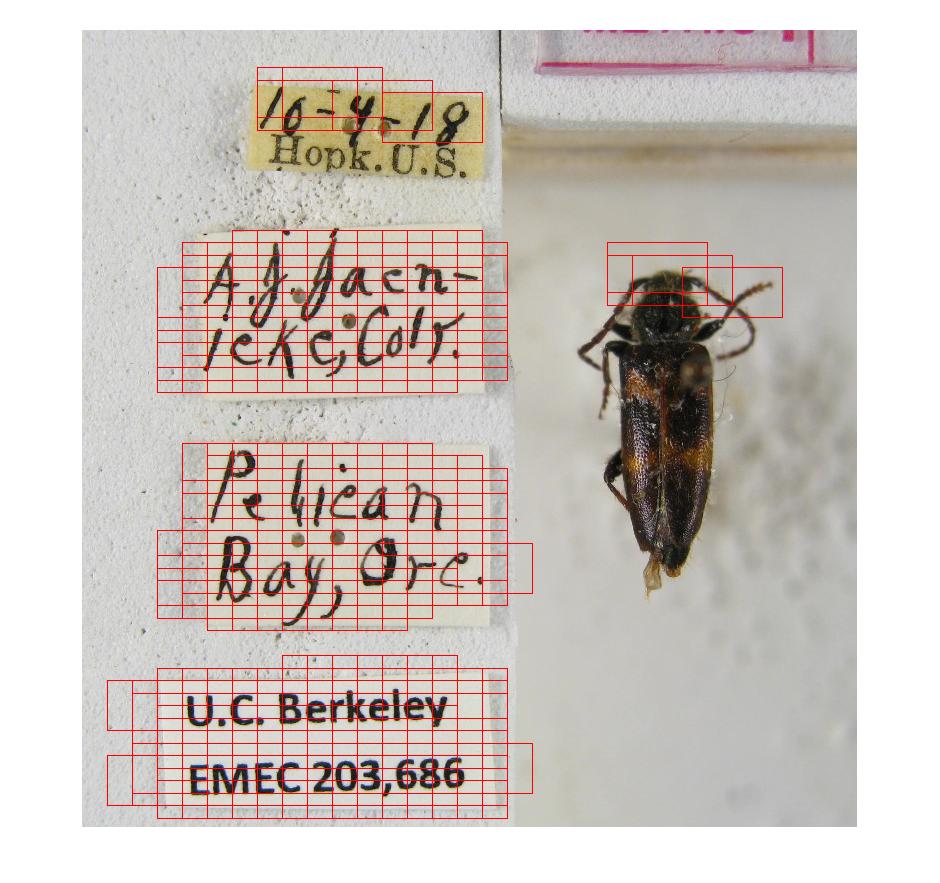 10-4-18
Hopk. U.S.
A.J. Jaen-
icke, Colr.
Pelican
Bay, Ore.
U.C. Berkeley
EMEC 203,686